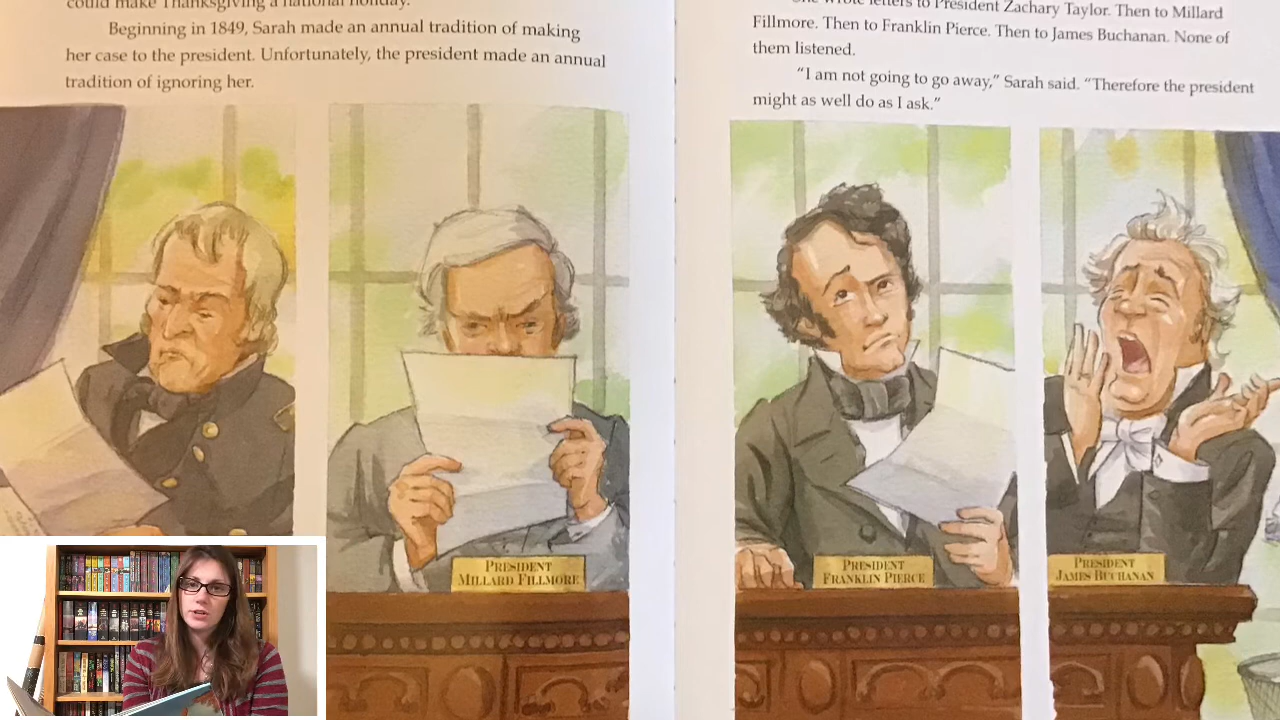 could make Thanksgiving a national holiday.
Beginning in 1849, Sarah made an annual tradition of making
her case to the president. Unfortunately, the president made an annual
tradition of ignoring her.
wrote letters to President Zachary Taylor. Then to Millard
Fillmore. Then to Franklin Pierce. Then to James Buchanan. None of
them listened.
“I am not going to go away,” Sarah said. “Therefore the president
might as well do as I ask.”
PRESIDENT
MILLARD FILLMORE
PRESIDENT
FRANKLIN PIERCE
PRESIDENT
JAMES BUCHANAN